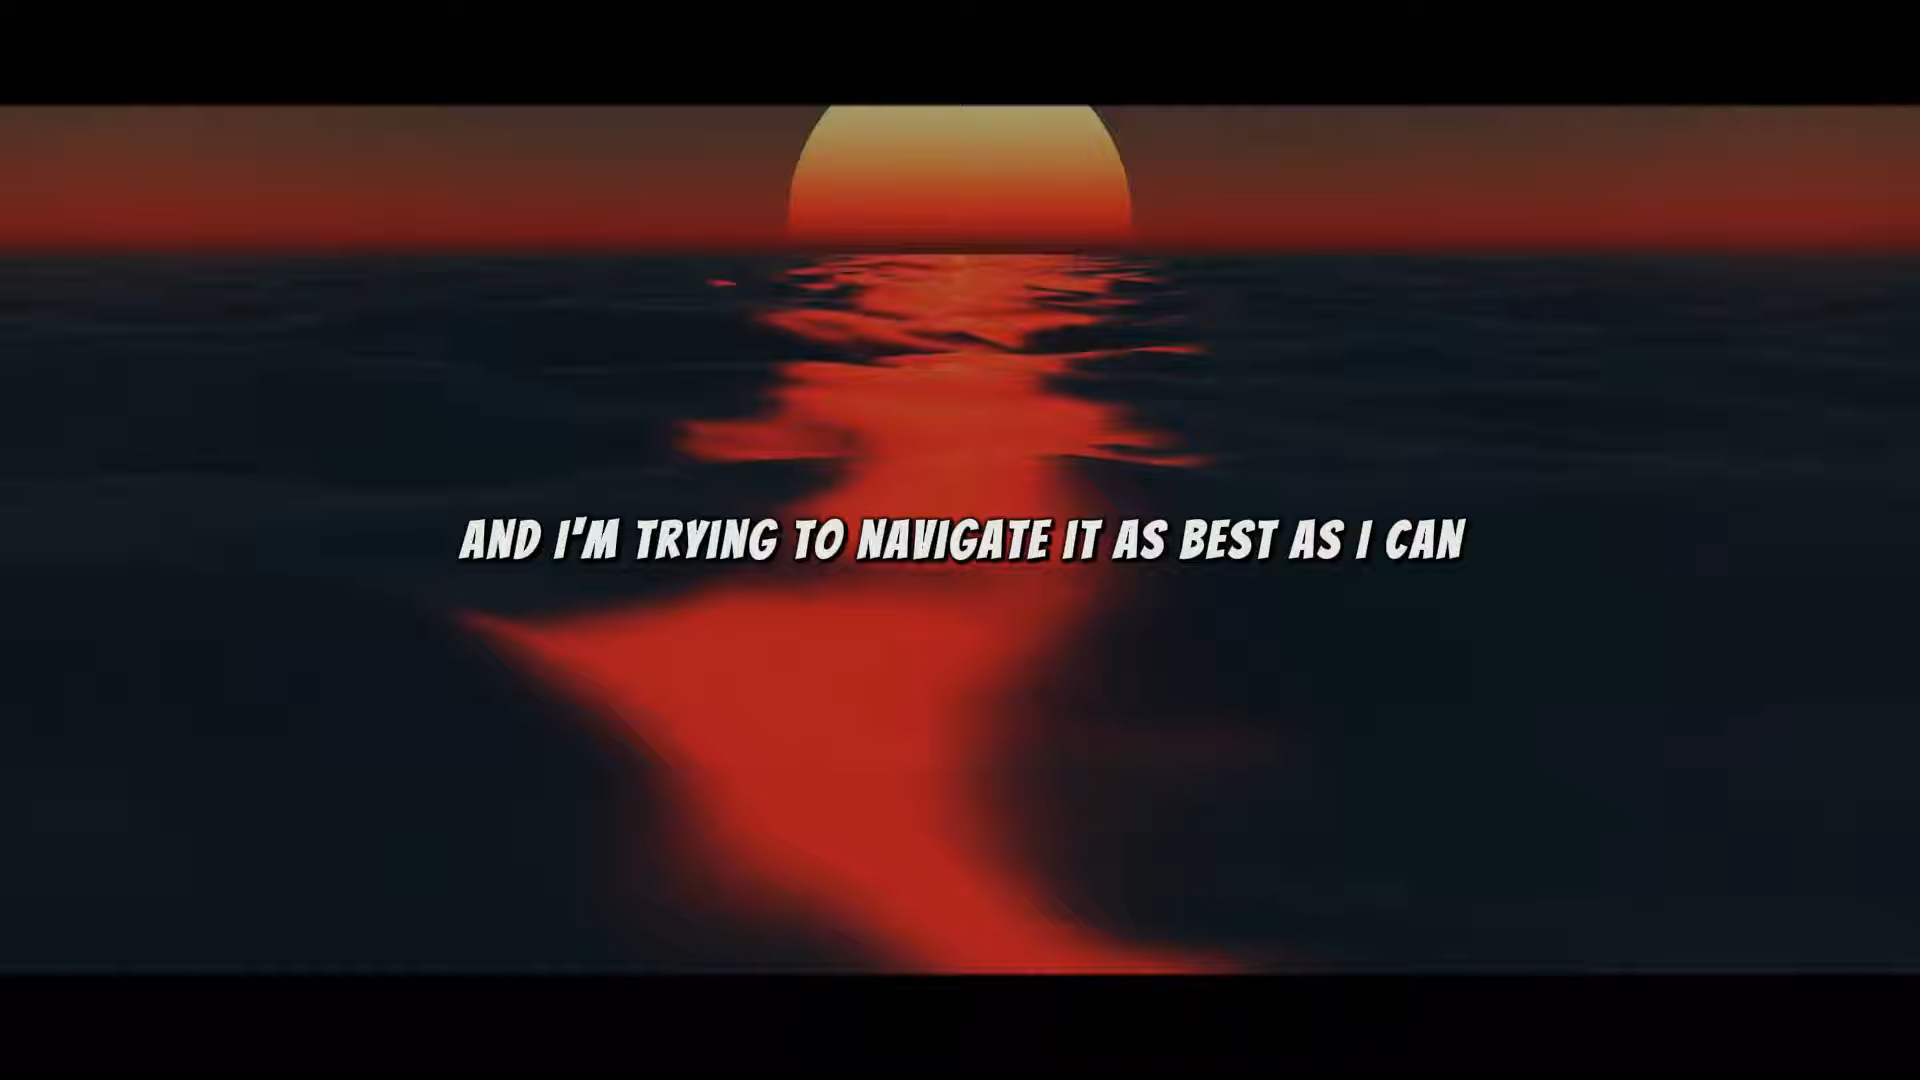 AND I'M TRYING TO NAVIGATE IT AS BEST AS I CAN